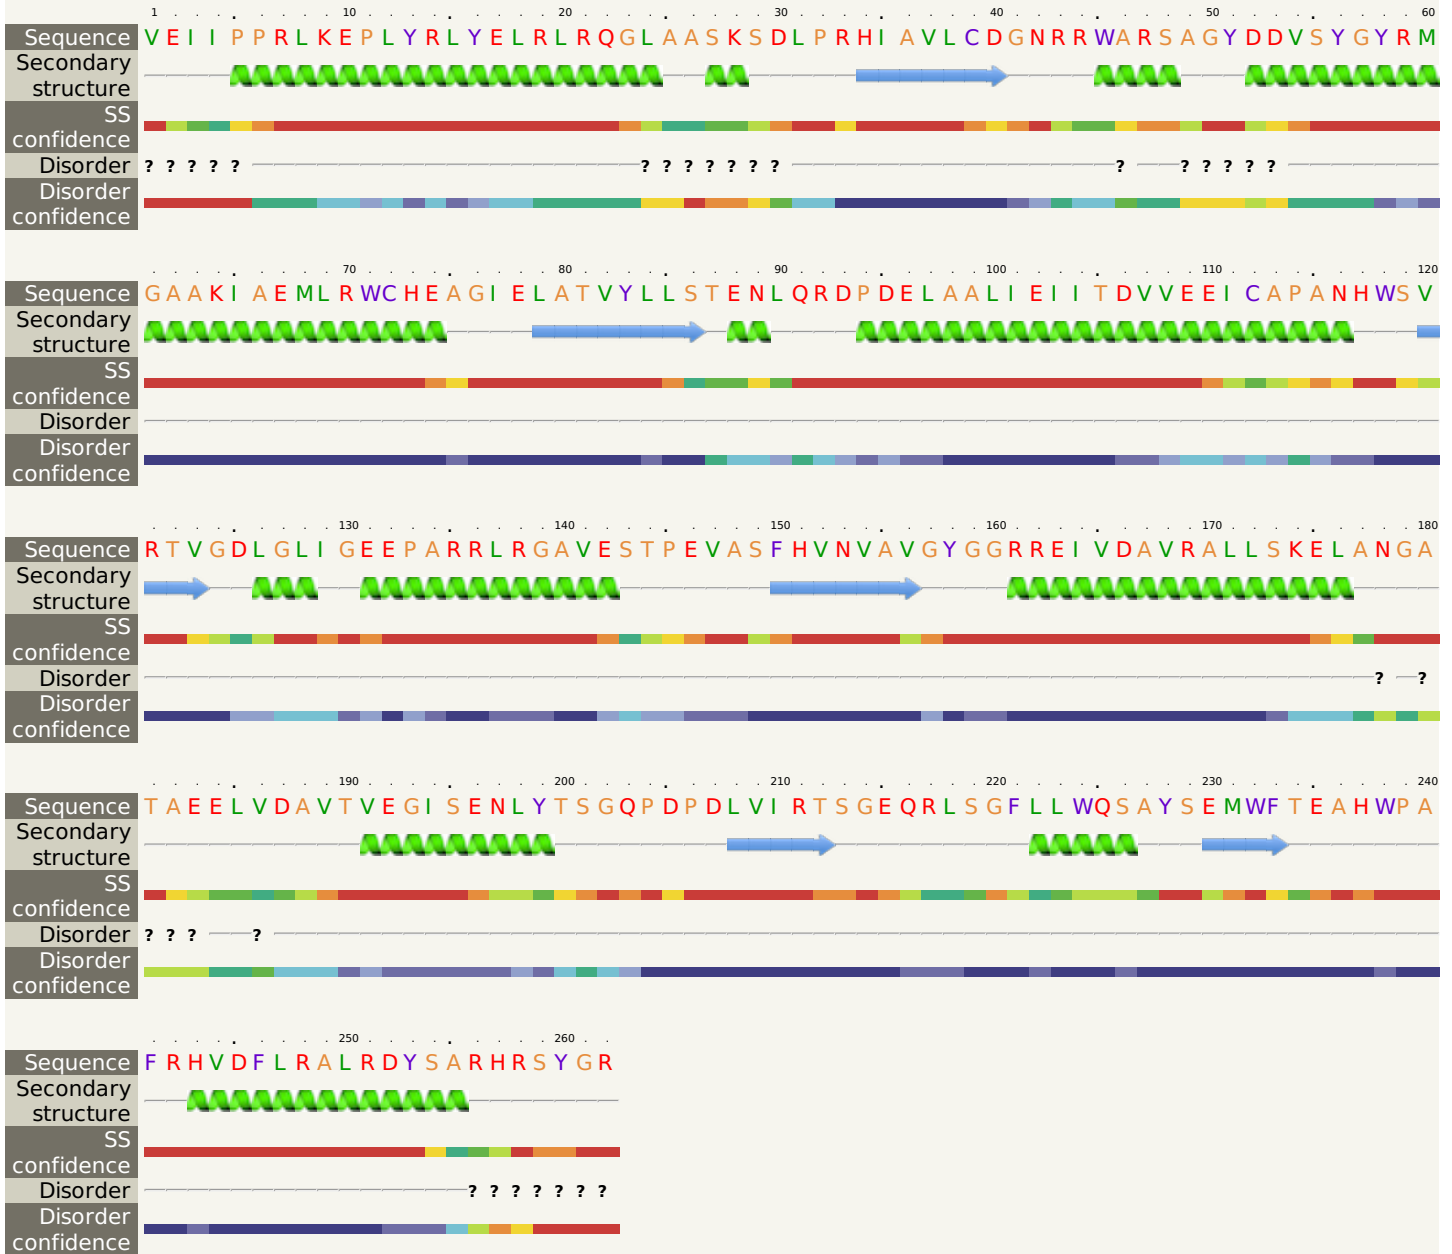 1 10 20 30 40 50 60
Sequence VEIIPPRLKEPLYRLYELRLRQGLAASKSDLPRHIAVLCDGNRRWARSAGYDDVSYGYRM
Secondary
structure
SS
confidence
Disorder ? ? ? ? ? ? ? ? ? ? ? ? ? ? ? ? ? ?
Disorder
confidence
70 80 90 100 110 120
Sequence GAAKIAEMLRWCHEAGIELATVYLLSTENLQRDPDELAALIEIITDVVEEICAPANHWSV
Secondary
structure
SS
confidence
Disorder
Disorder
confidence
130 140 150 160 170 180
Sequence RTVGDLGLIGEEPARRLRGAVESTPEVASFHVNVAVGYGGRREIVDAVRALLSKELANGA
Secondary
structure
SS
confidence
Disorder ? ?
Disorder
confidence
190 200 210 220 230 240
Sequence TAEELVDAVTVEGISENLYTSGQPDPDLVIRTSGEQRLSGFLLWQSAYSEMWFTEAHWPA
Secondary
structure
SS
confidence
Disorder ? ? ? ?
Disorder
confidence
250 260
Sequence FRHVDFLRALRDYSARHRSYGR
Secondary
structure
SS
confidence
Disorder ? ? ? ? ? ? ?
Disorder
confidence